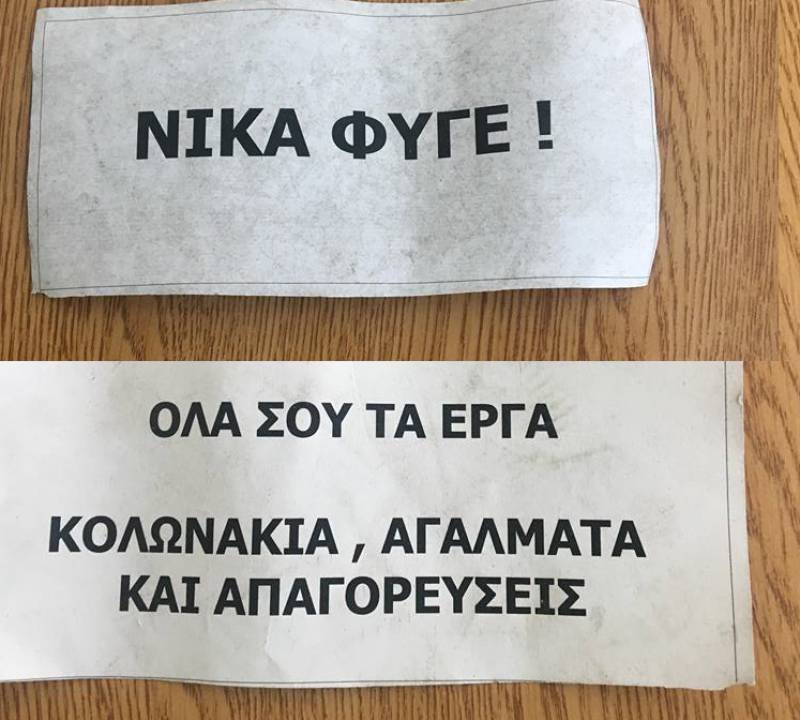 ΝΙΚΑ ΦΥΓΕ !
ΟΛΑ ΣΟΥ ΤΑ ΕΡΓΑ
ΚΟΛΩΝΑΚΙΑ , ΑΓΑΛΜΑΤΑ
ΚΑΙ ΑΠΑΓΟΡΕΥΣΕΙΣ